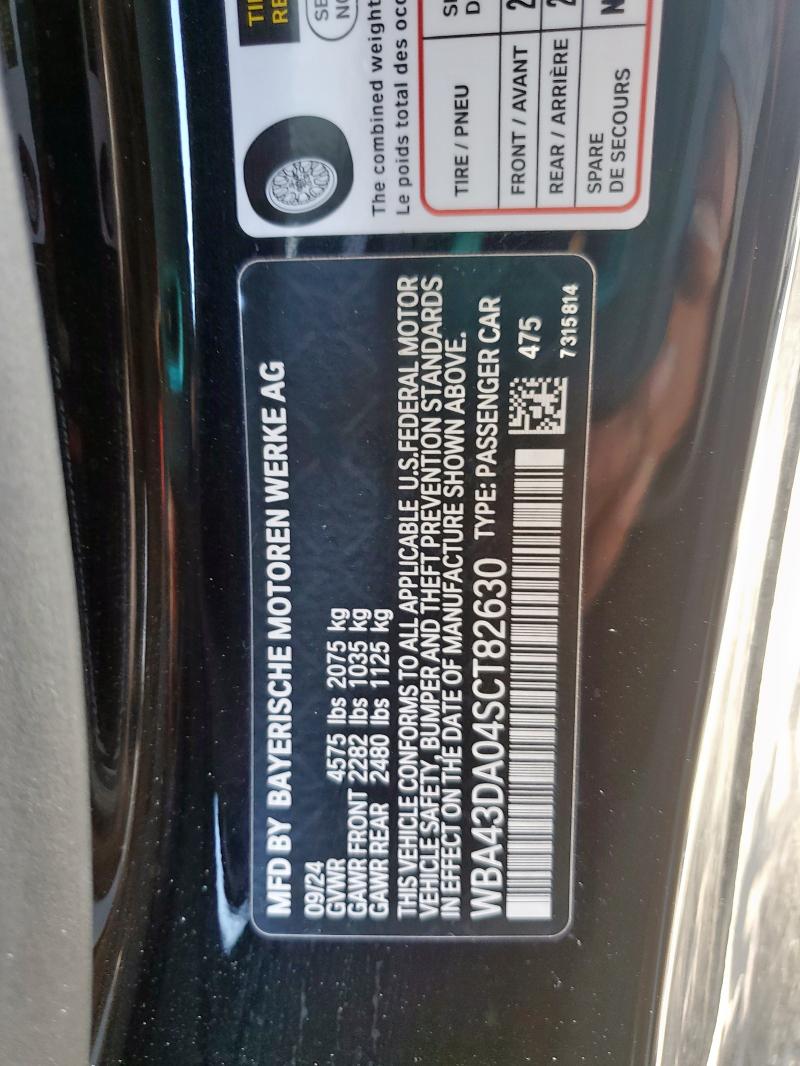 MFD BY BAYERISCHE MOTOREN WERKE AG
09/24
GVWR 4575 lbs 2075 kg
GAWR FRONT 2282 lbs 1035 kg
GAWR REAR 2480 lbs 1125 kg
THIS VEHICLE CONFORMS TO ALL APPLICABLE U.S.FEDERAL MOTOR
VEHICLE SAFETY, BUMPER, AND THEFT PREVENTION STANDARDS
IN EFFECT ON THE DATE OF MANUFACTURE SHOWN ABOVE.
WBA43DA04SCT82630 TYPE: PASSENGER CAR
475
7 315 814
The combined weight
Le poids total des
TIRE / PNEU
FRONT / AVANT
REAR / ARRIÈRE
SPARE
DE SECOURS